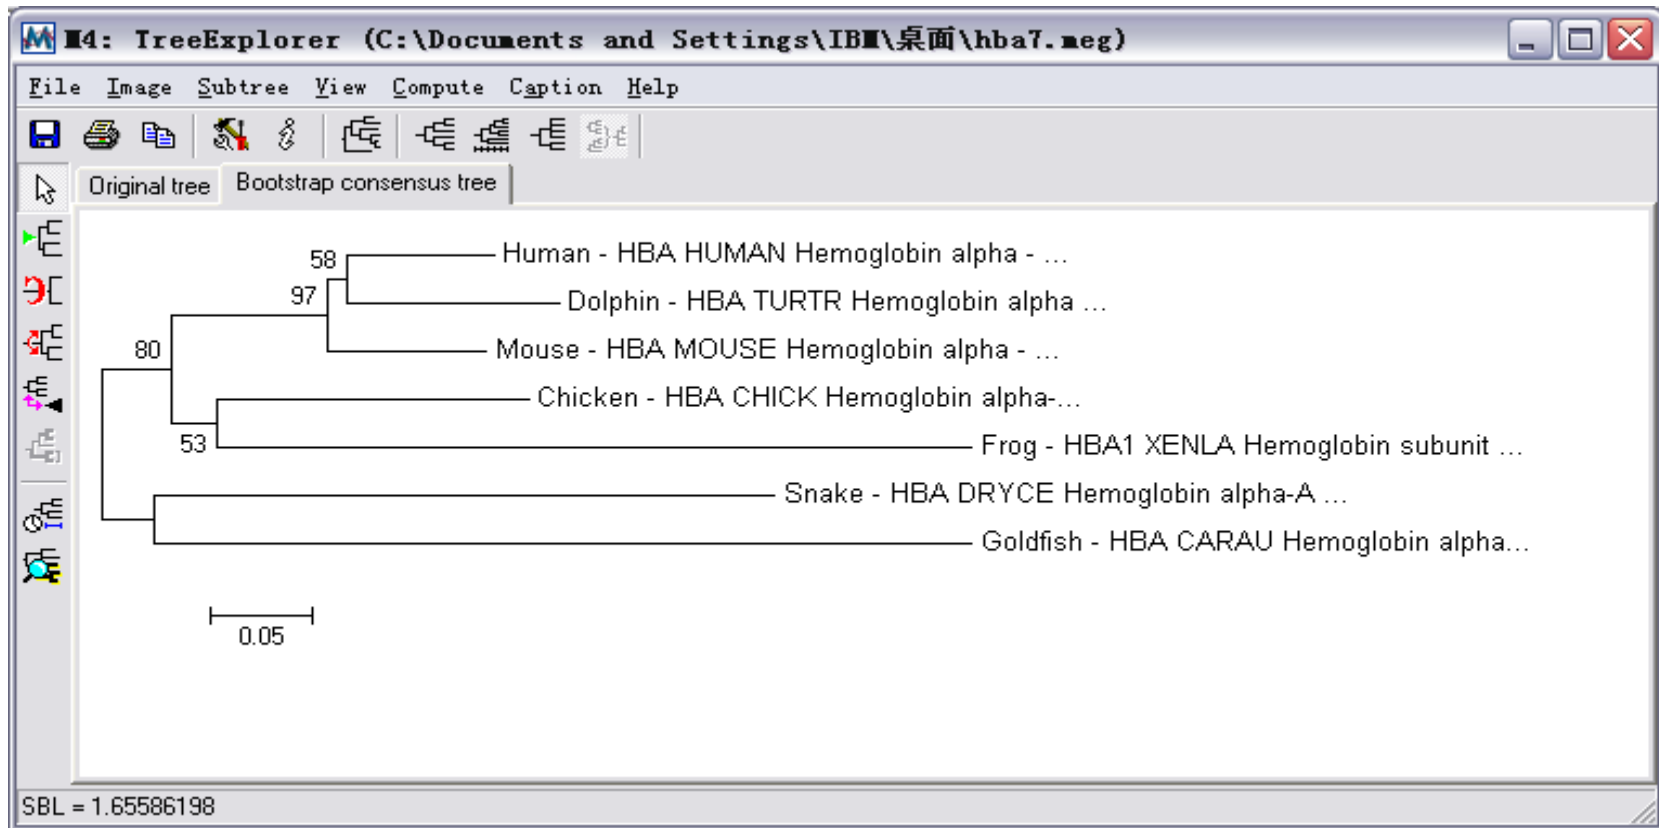 M4: TreeExplorer (C:\Documents and Settings\IBM\桌面\hba7.meg)
File Image Subtree View Compute Caption Help
Original tree Bootstrap consensus tree
58 Human - HBA HUMAN Hemoglobin alpha - ...
97 Dolphin - HBA TURTR Hemoglobin alpha ...
80 Mouse - HBA MOUSE Hemoglobin alpha - ...
Chicken - HBA CHICK Hemoglobin alpha-...
53 Frog - HBA1 XENLA Hemoglobin subunit ...
Snake - HBA DRYCE Hemoglobin alpha-A ...
Goldfish - HBA CARAU Hemoglobin alpha...
0.05
SBL = 1.65586198